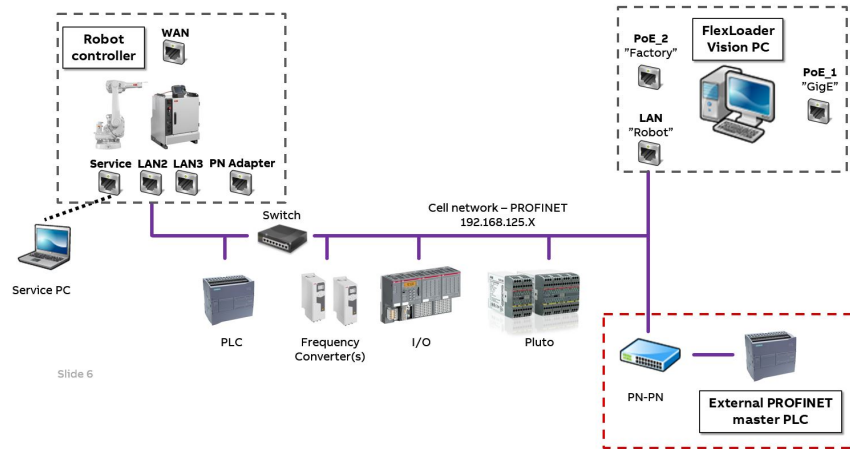 Robot
controller
WAN
Service
LAN2
LAN3
PN Adapter
Service PC
Switch
Cell network – PROFINET
192.168.125.X
PLC
Frequency
Converter(s)
I/O
Pluto
FlexLoader
Vision PC
PoE_2
"Factory"
PoE_1
"GigE"
LAN
"Robot"
PN-PN
External PROFINET
master PLC
Slide 6